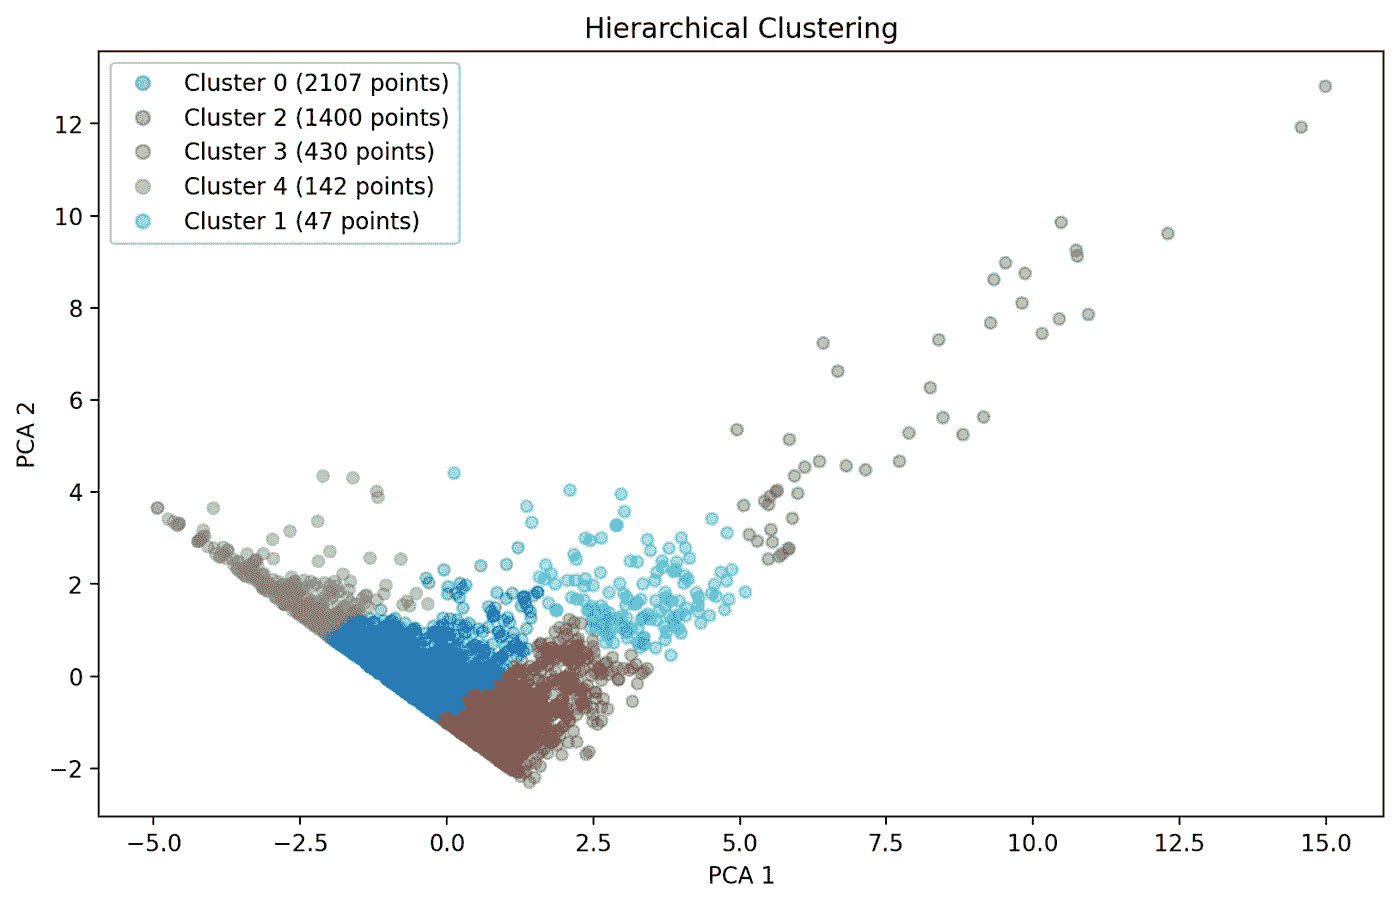 Hierarchical Clustering
Cluster 0 (2107 points)
Cluster 2 (1400 points)
Cluster 3 (430 points)
Cluster 4 (142 points)
Cluster 1 (47 points)
12
10
8
6
4
2
0
−2
PCA 2
−5.0 −2.5 0.0 2.5 5.0 7.5 10.0 12.5 15.0
PCA 1